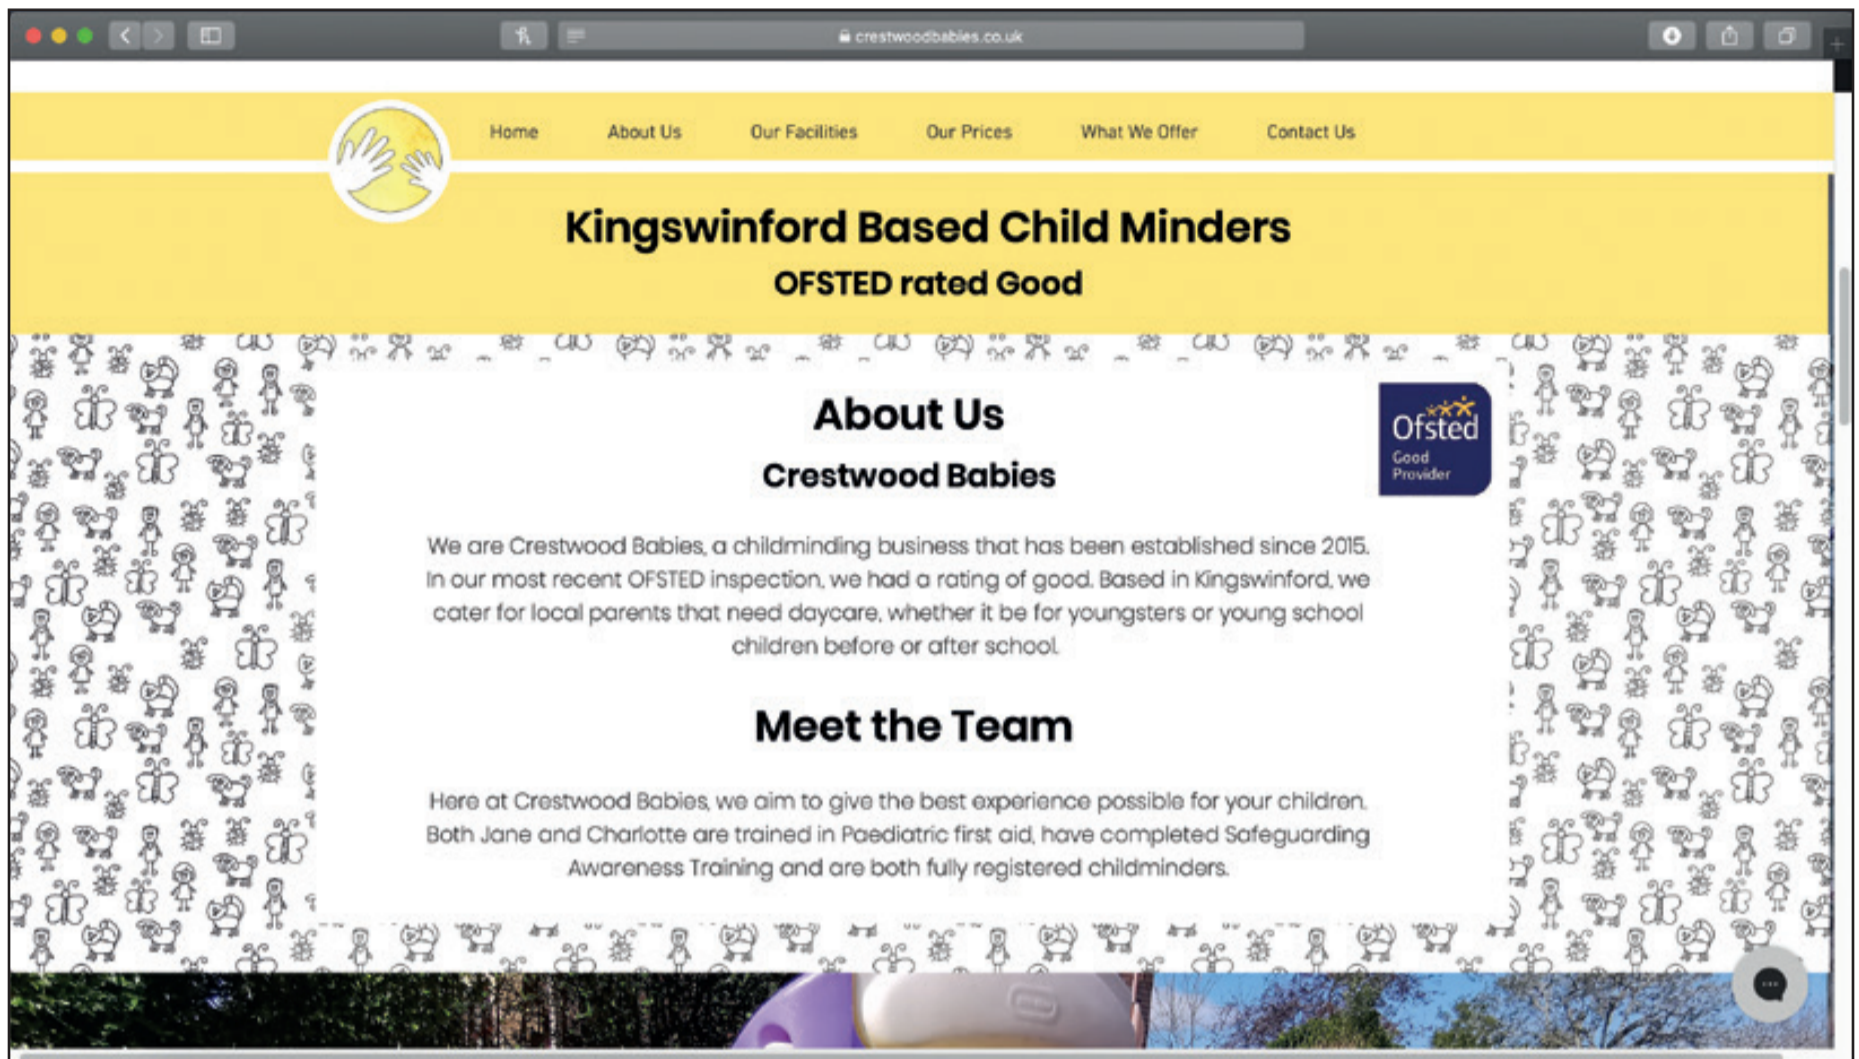 crestwoodbabies.co.uk
Home About Us Our Facilities Our Prices What We Offer Contact Us
Kingswinford Based Child Minders
OFSTED rated Good
About Us
Ofsted
Good
Provider
Crestwood Babies
We are Crestwood Babies, a childminding business that has been established since 2015.
In our most recent OFSTED inspection, we had a rating of good. Based in Kingswinford, we
cater for local parents that need daycare, whether it be for youngsters or young school
children before or after school.
Meet the Team
Here at Crestwood Babies, we aim to give the best experience possible for your children.
Both Jane and Charlotte are trained in Paediatric first aid, have completed Safeguarding
Awareness Training and are both fully registered childminders.